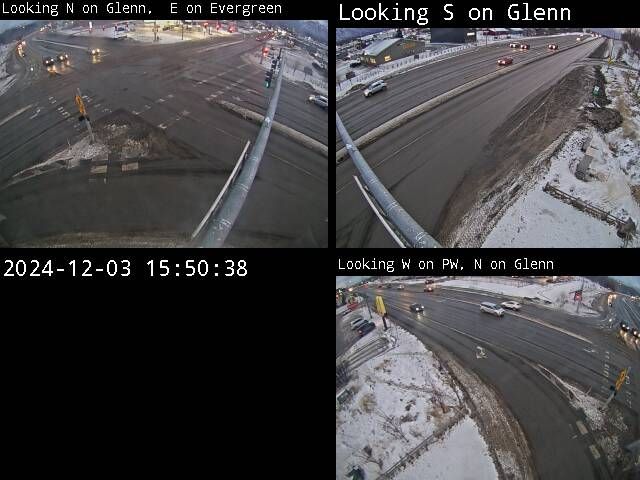 Looking N on Glenn,  E on Evergreen
Looking S on Glenn
2024-12-03 15:50:38
Looking W on PW, N on Glenn